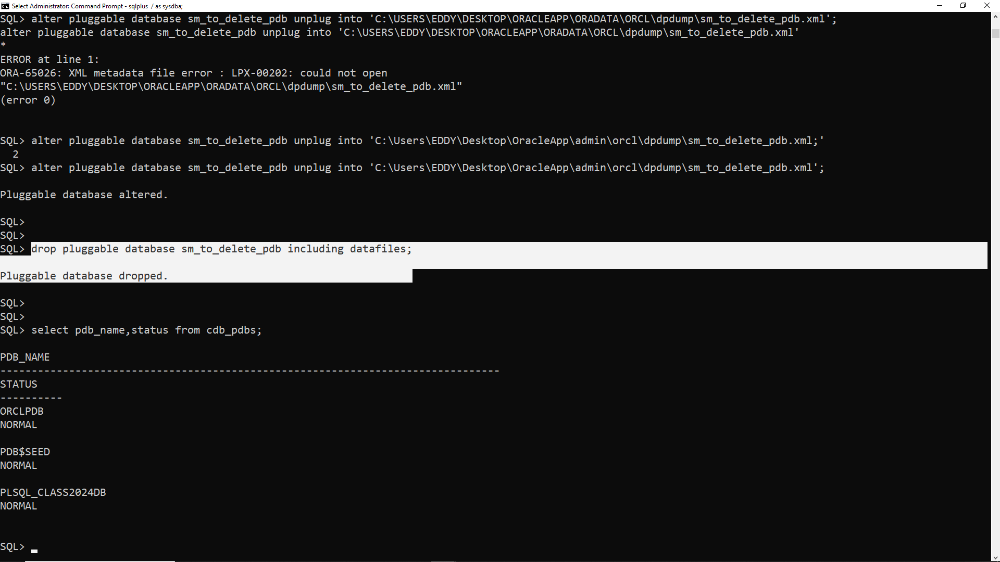 Select Administrator: Command Prompt - sqlplus  / as sysdba;
SQL> alter pluggable database sm_to_delete_pdb unplug into 'C:\USERS\EDDY\DESKTOP\ORACLEAPP\ORADATA\ORCL\dpdump\sm_to_delete_pdb.xml';
alter pluggable database sm_to_delete_pdb unplug into 'C:\USERS\EDDY\DESKTOP\ORACLEAPP\ORADATA\ORCL\dpdump\sm_to_delete_pdb.xml'
*
ERROR at line 1:
ORA-65026: XML metadata file error : LPX-00202: could not open
"C:\USERS\EDDY\DESKTOP\ORACLEAPP\ORADATA\ORCL\dpdump\sm_to_delete_pdb.xml"
(error 0)
SQL> alter pluggable database sm_to_delete_pdb unplug into 'C:\Users\EDDY\Desktop\OracleApp\admin\orcl\dpdump\sm_to_delete_pdb.xml;'
  2
SQL> alter pluggable database sm_to_delete_pdb unplug into 'C:\Users\EDDY\Desktop\OracleApp\admin\orcl\dpdump\sm_to_delete_pdb.xml';
Pluggable database altered.
SQL>
SQL>
SQL> drop pluggable database sm_to_delete_pdb including datafiles;
Pluggable database dropped.
SQL>
SQL>
SQL> select pdb_name,status from cdb_pdbs;
PDB_NAME
--------------------------------------------------------------------------------
STATUS
----------
ORCLPDB
NORMAL
PDB$SEED
NORMAL
PLSQL_CLASS2024DB
NORMAL
SQL>